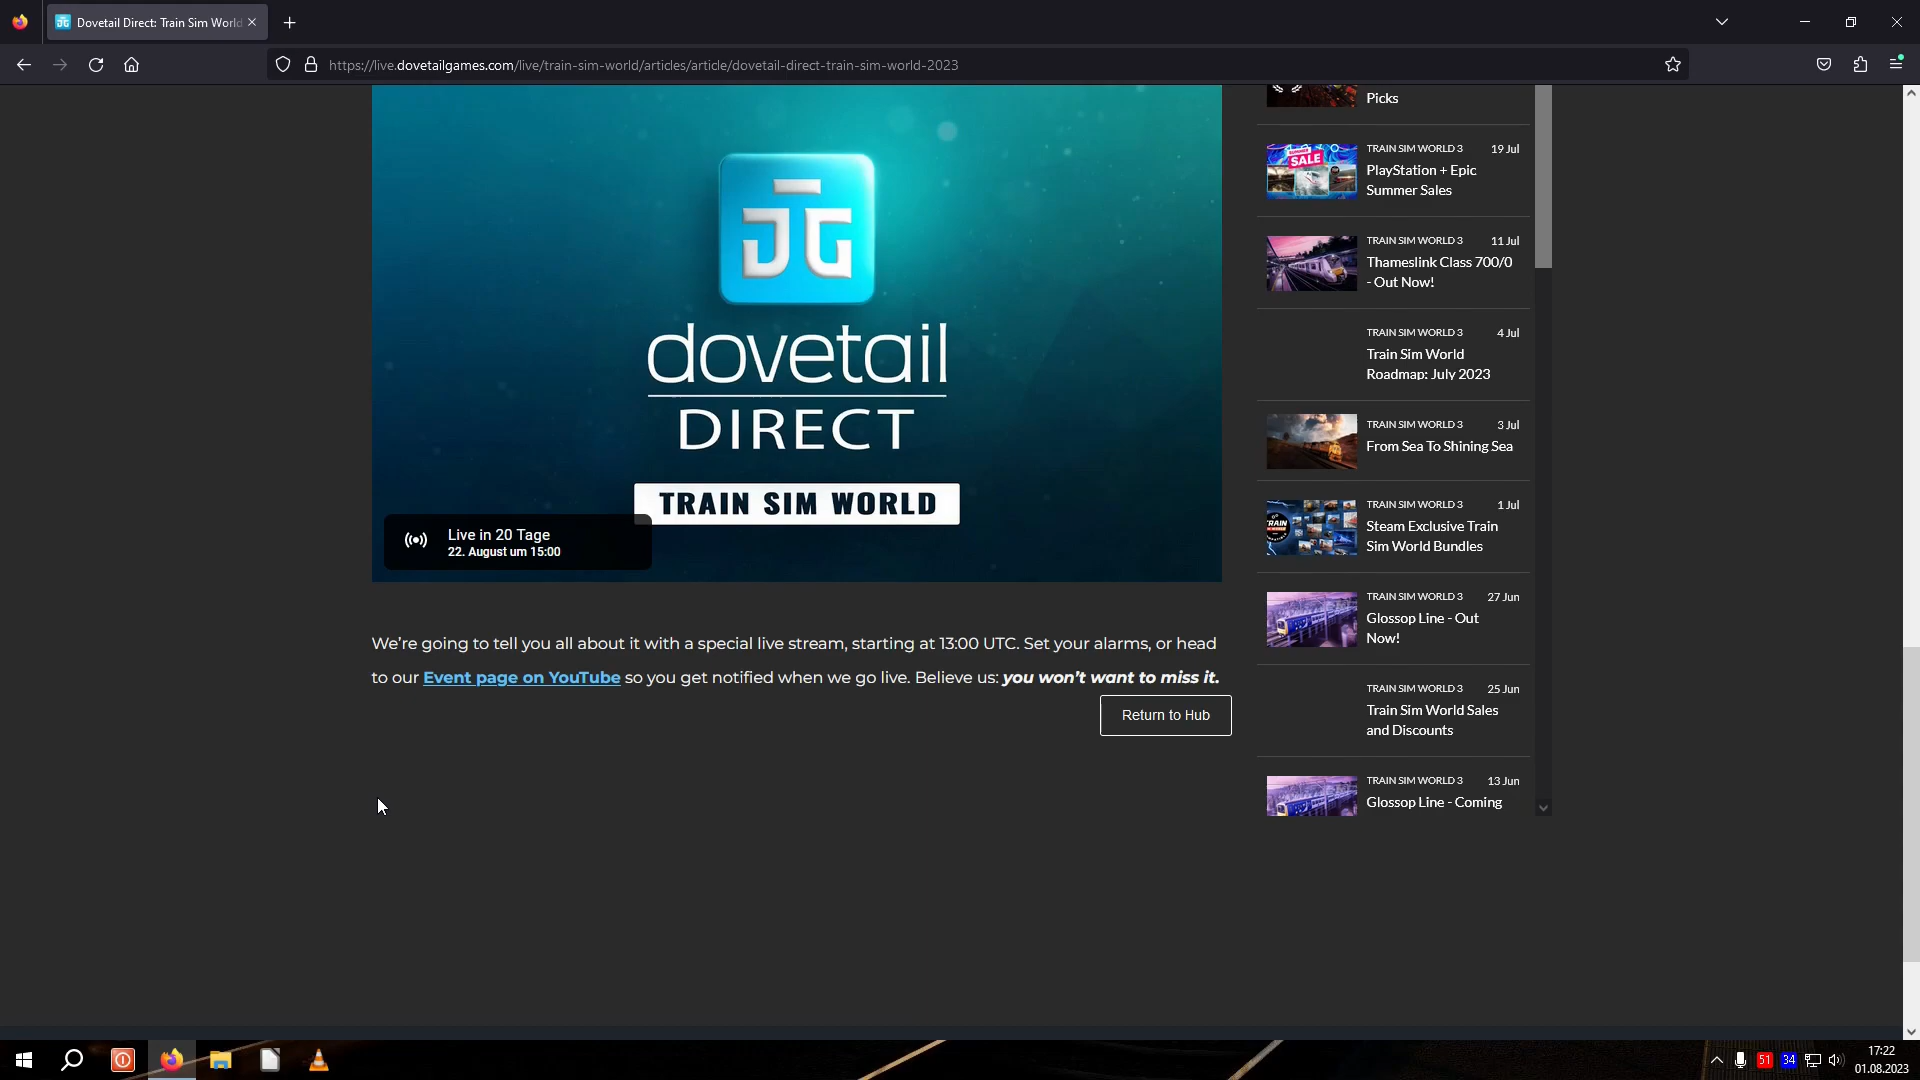 Dovetail Direct: Train Sim World
https://live.dovetailgames.com/live/train-sim-world/articles/article/dovetail-direct-train-sim-world-2023
dovetail
DIRECT
TRAIN SIM WORLD
Live in 20 Tage
22. August um 15:00
We’re going to tell you all about it with a special live stream, starting at 13:00 UTC. Set your alarms, or head
to our Event page on YouTube so you get notified when we go live. Believe us: you won’t want to miss it.
Return to Hub
Picks
TRAIN SIM WORLD 3 19 Jul
SUMMER
SALE
PlayStation + Epic
Summer Sales
TRAIN SIM WORLD 3 11 Jul
Thameslink Class 700/0
- Out Now!
TRAIN SIM WORLD 3 4 Jul
Train Sim World
Roadmap: July 2023
TRAIN SIM WORLD 3 3 Jul
From Sea To Shining Sea
TRAIN SIM WORLD 3 1 Jul
Steam Exclusive Train
Sim World Bundles
TRAIN SIM WORLD 3 27 Jun
Glossop Line - Out
Now!
TRAIN SIM WORLD 3 25 Jun
Train Sim World Sales
and Discounts
TRAIN SIM WORLD 3 13 Jun
Glossop Line - Coming
51 34
17:22
01.08.2023